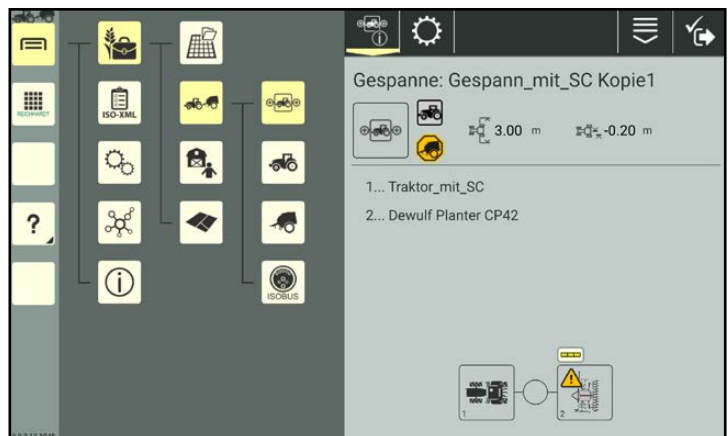 REICHHARDT
ISO-XML
?
ISOBUS
Gespanne: Gespann_mit_SC Kopie1
3.00 m
-0.20 m
1... Traktor_mit_SC
2... Dewulf Planter CP42
1
2